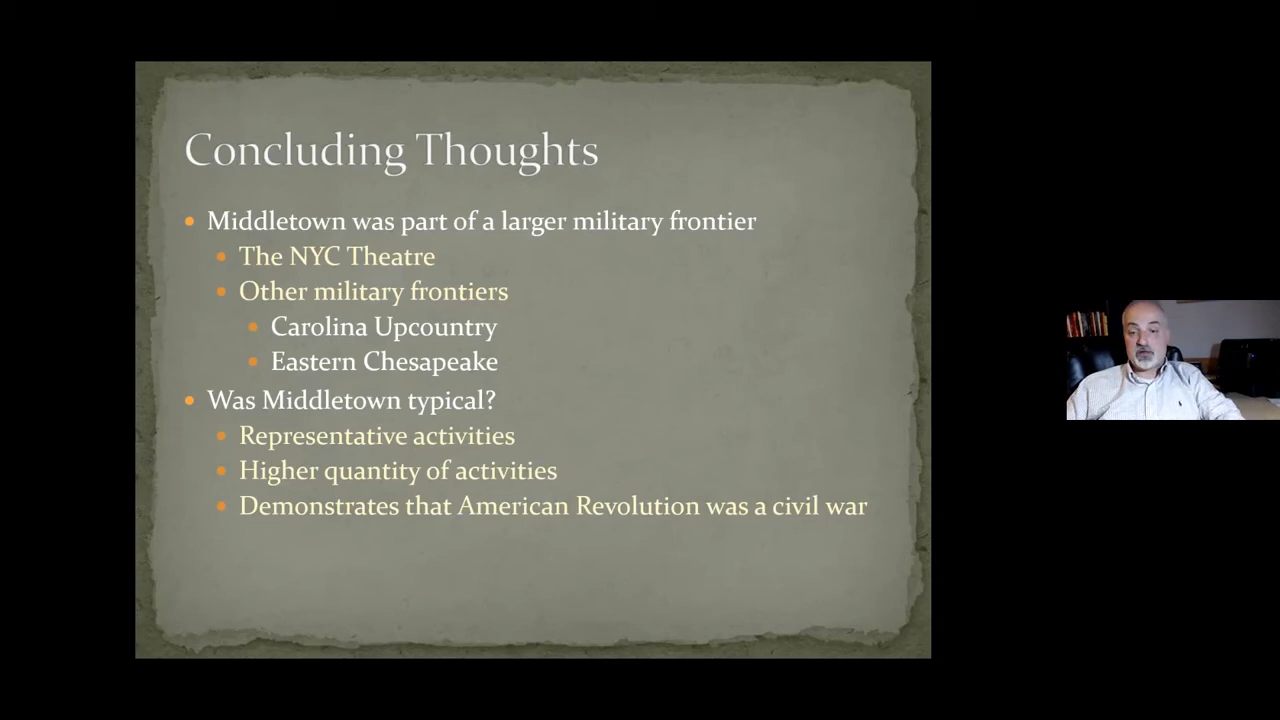 Concluding Thoughts
Middletown was part of a larger military frontier
The NYC Theatre
Other military frontiers
Carolina Upcountry
Eastern Chesapeake
Was Middletown typical?
Representative activities
Higher quantity of activities
Demonstrates that American Revolution was a civil war